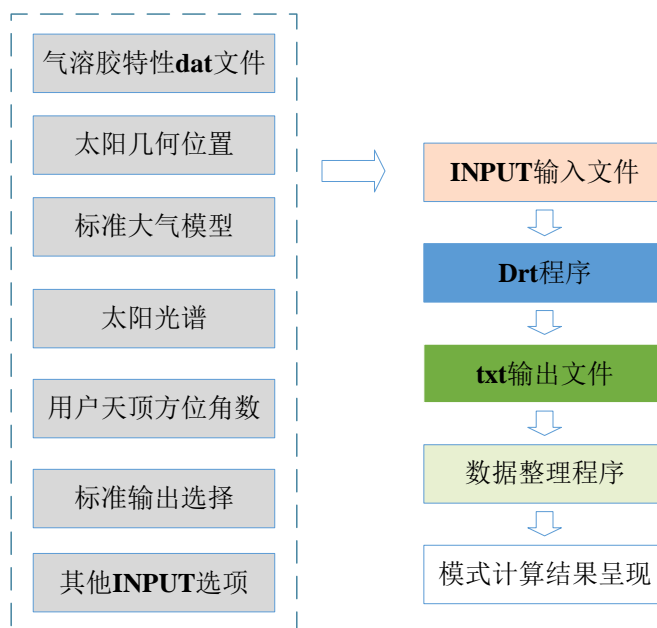 气溶胶特性dat文件
太阳几何位置
标准大气模型
太阳光谱
用户天顶方位角数
标准输出选择
其他INPUT选项
INPUT输入文件
Drt程序
txt输出文件
数据整理程序
模式计算结果呈现